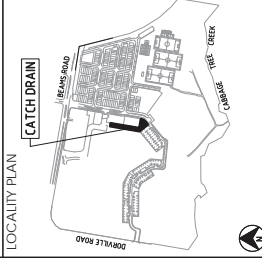 LOCALITY PLAN
CATCH DRAIN
BEAMS ROAD
CABBAGE TREE CREEK
DORVILLE ROAD
N